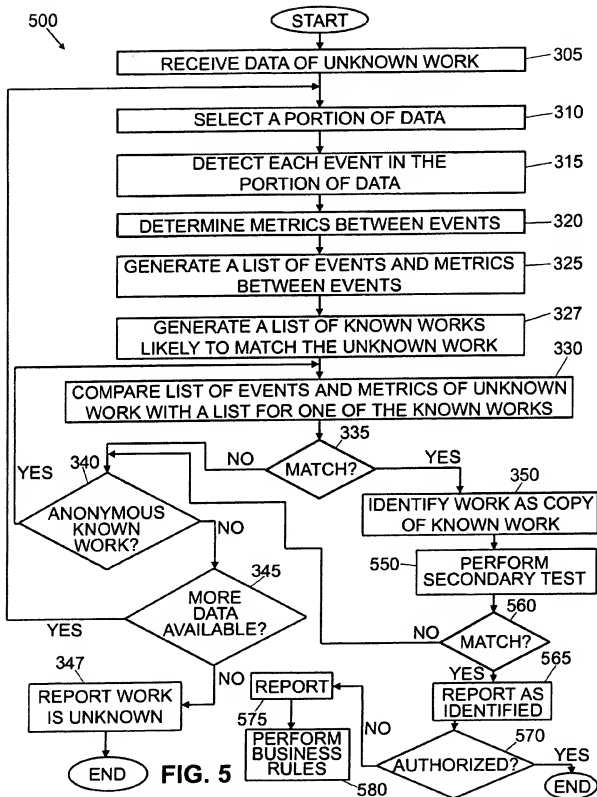 500
START
RECEIVE DATA OF UNKNOWN WORK
305
SELECT A PORTION OF DATA
310
DETECT EACH EVENT IN THE
PORTION OF DATA
315
DETERMINE METRICS BETWEEN EVENTS
320
GENERATE A LIST OF EVENTS AND METRICS
BETWEEN EVENTS
325
GENERATE A LIST OF KNOWN WORKS
LIKELY TO MATCH THE UNKNOWN WORK
327
330
COMPARE LIST OF EVENTS AND METRICS OF UNKNOWN
WORK WITH A LIST FOR ONE OF THE KNOWN WORKS
335
MATCH?
NO
YES
340
YES
ANONYMOUS
KNOWN
WORK?
NO
350
IDENTIFY WORK AS COPY
OF KNOWN WORK
550
PERFORM
SECONDARY TEST
345
MORE
DATA
AVAILABLE?
YES
NO
560
MATCH?
NO
YES
347
REPORT WORK
IS UNKNOWN
END
565
REPORT AS
IDENTIFIED
570
AUTHORIZED?
NO
YES
END
REPORT
575
PERFORM
BUSINESS
RULES
580
FIG. 5